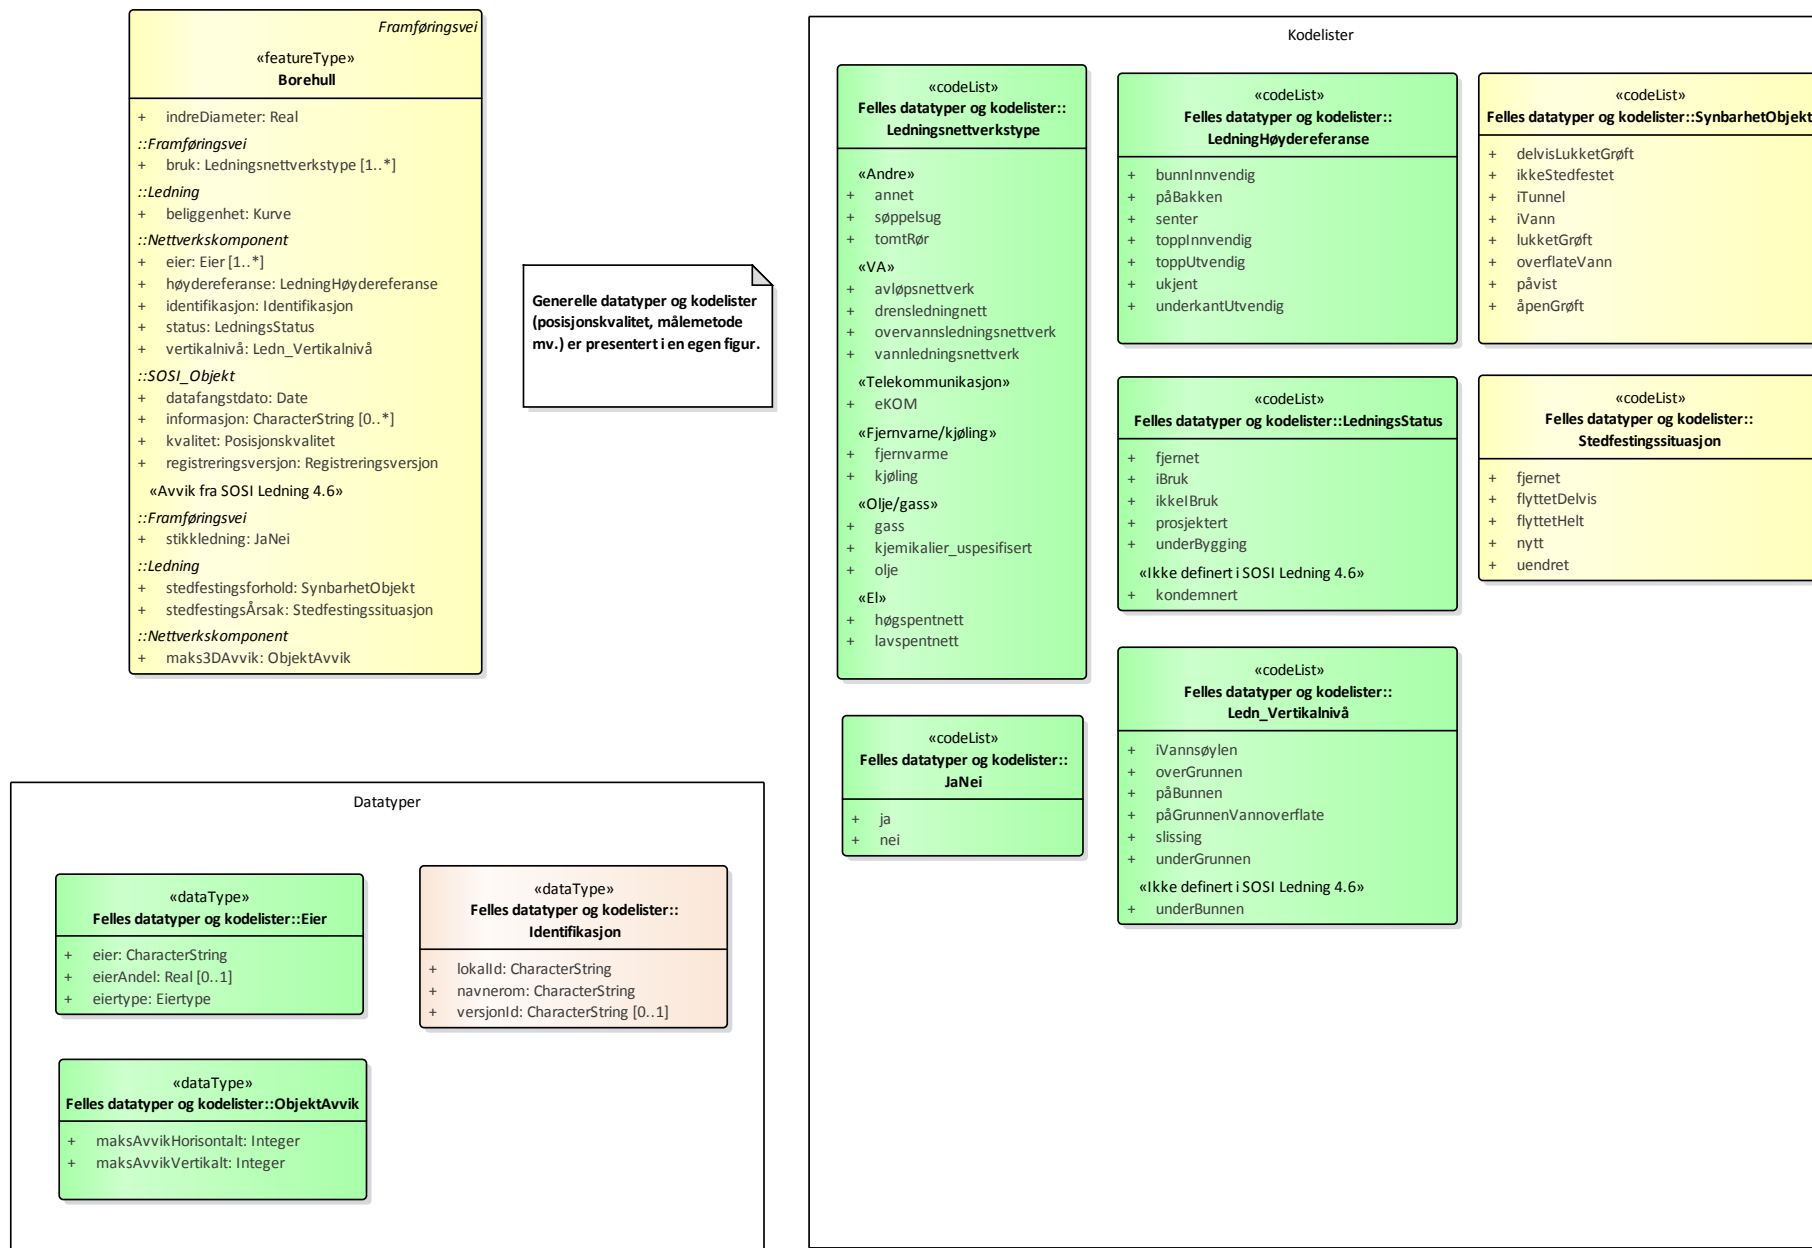 Framføringsvei
«featureType»
Borehull
+ indreDiameter: Real
::Framføringsvei
+ bruk: Ledningsnettverkstype [1..*]
::Ledning
+ beliggenhet: Kurve
::Nettverkskomponent
+ eier: Eier [1..*]
+ høydereferanse: LedningHøydereferanse
+ identifikasjon: Identifikasjon
+ status: LedningsStatus
+ vertikalnivå: Ledn_Vertikalnivå
::SOSI_Objekt
+ datafangstdato: Date
+ informasjon: CharacterString [0..*]
+ kvalitet: Posisjonskvalitet
+ registreringsversjon: Registreringsversjon
«Avvik fra SOSI Ledning 4.6»
::Framføringsvei
+ stikkledning: JaNei
::Ledning
+ stedfestingsforhold: SynbarhetObjekt
+ stedfestingsÅrsak: Stedfestingssituasjon
::Nettverkskomponent
+ maks3DAvvik: ObjektAvvik
Generelle datatyper og kodelister
(posisjonskvalitet, målemetode
mv.) er presentert i en egen figur.
Kodelister
«codeList»
Felles datatyper og kodelister::
Ledningsnettverkstype
«Andre»
+ annet
+ søppelsug
+ tomtRør
«VA»
+ avløpsnettverk
+ drensledningnett
+ overvannsledningsnettverk
+ vannledningsnettverk
«Telekommunikasjon»
+ eKOM
«Fjernvarne/kjøling»
+ fjernvarme
+ kjøling
«Olje/gass»
+ gass
+ kjemikalier_uspesifisert
+ olje
«El»
+ høgspentnett
+ lavspentnett
«codeList»
Felles datatyper og kodelister::
JaNei
+ ja
+ nei
«codeList»
Felles datatyper og kodelister::
LedningHøydereferanse
+ bunnInnvendig
+ påBakken
+ senter
+ toppInnvendig
+ toppUtvendig
+ ukjent
+ underkantUtvendig
«codeList»
Felles datatyper og kodelister::LedningsStatus
+ fjernet
+ iBruk
+ ikkeIBruk
+ prosjektert
+ underBygging
«Ikke definert i SOSI Ledning 4.6»
+ kondemnert
«codeList»
Felles datatyper og kodelister::
Ledn_Vertikalnivå
+ iVannsøylen
+ overGrunnen
+ påBunnen
+ påGrunnenVannoverflate
+ slissing
+ underGrunnen
«Ikke definert i SOSI Ledning 4.6»
+ underBunnen
«codeList»
Felles datatyper og kodelister::SynbarhetObjekt
+ delvisLukketGrøft
+ ikkeStedfestet
+ iTunnel
+ iVann
+ lukketGrøft
+ overflateVann
+ påvist
+ åpenGrøft
«codeList»
Felles datatyper og kodelister::
Stedfestingssituasjon
+ fjernet
+ flyttetDelvis
+ flyttetHelt
+ nytt
+ uendret
Datatyper
«dataType»
Felles datatyper og kodelister::Eier
+ eier: CharacterString
+ eierAndel: Real [0..1]
+ eiertype: Eiertype
«dataType»
Felles datatyper og kodelister::
Identifikasjon
+ lokalId: CharacterString
+ navnerom: CharacterString
+ versjonId: CharacterString [0..1]
«dataType»
Felles datatyper og kodelister::ObjektAvvik
+ maksAvvikHorisontalt: Integer
+ maksAvvikVertikalt: Integer